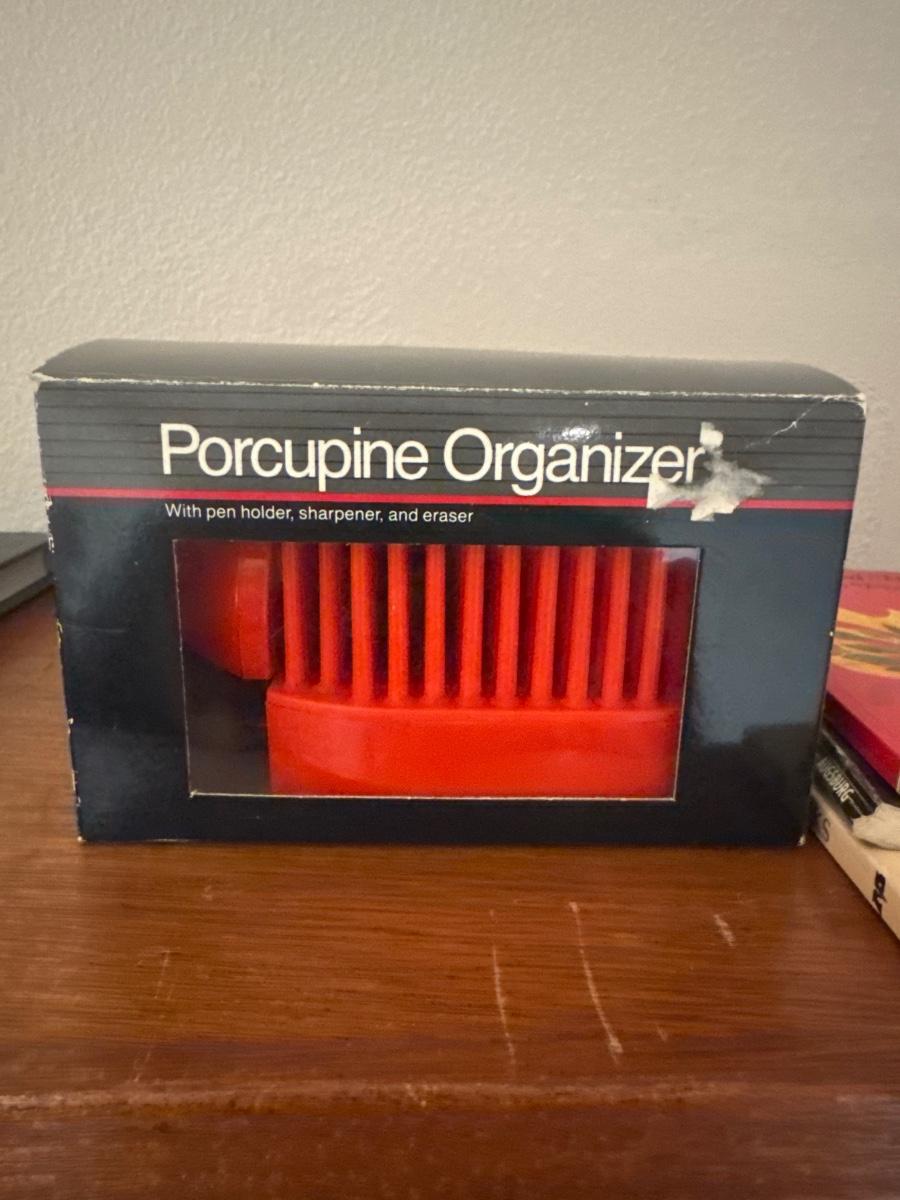 Porcupine Organizer
With pen holder, sharpener, and eraser